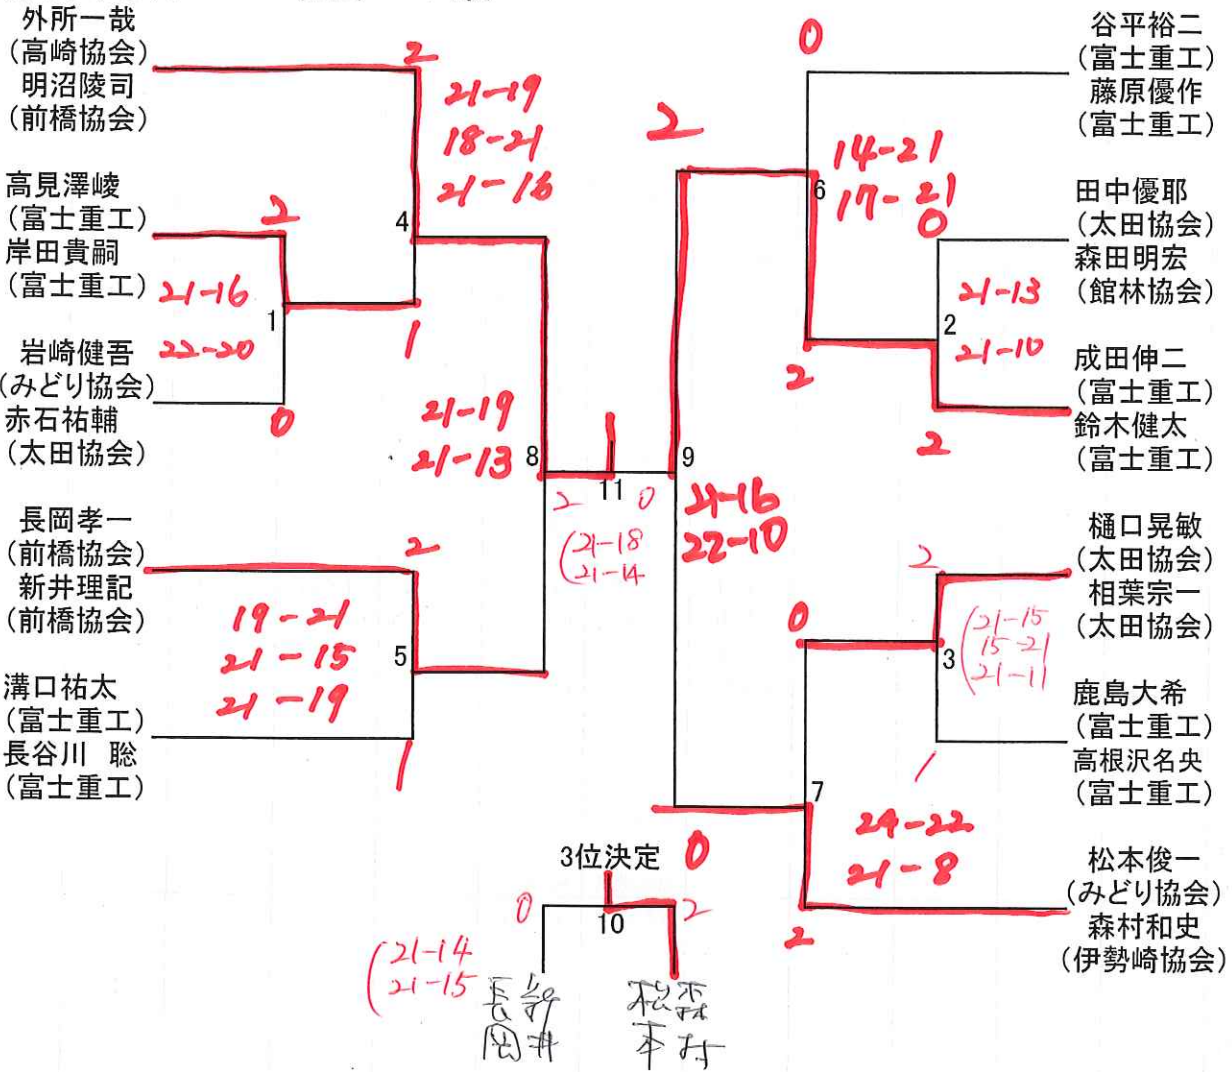 外所一哉
(高崎協会)
明沼陵司
(前橋協会)
2
21-19
18-21
21-16
高見澤崚
(富士重工)
岸田貴嗣
(富士重工)
2
4
21-16
1
22-20
1
岩崎健吾
(みどり協会)
赤石祐輔
(太田協会)
0
21-19
21-13
8
長岡孝一
(前橋協会)
新井理記
(前橋協会)
2
19-21
21-15
21-19
5
溝口祐太
(富士重工)
長谷川 聡
(富士重工)
1
2
11
0
21-18
21-14
谷平裕二
(富士重工)
藤原優作
(富士重工)
0
2
14-21
17-21
6
0
田中優耶
(太田協会)
森田明宏
(館林協会)
21-13
2
21-10
2
成田伸二
(富士重工)
鈴木健太
(富士重工)
2
9
21-16
22-10
樋口晃敏
(太田協会)
相葉宗一
(太田協会)
2
0
21-15
15-21
21-11
3
鹿島大希
(富士重工)
高根沢名央
(富士重工)
1
7
24-22
21-8
0
松本俊一
(みどり協会)
森村和史
(伊勢崎協会)
2
3位決定
0
10
2
21-14
21-15
長岡
新井
松本
森村